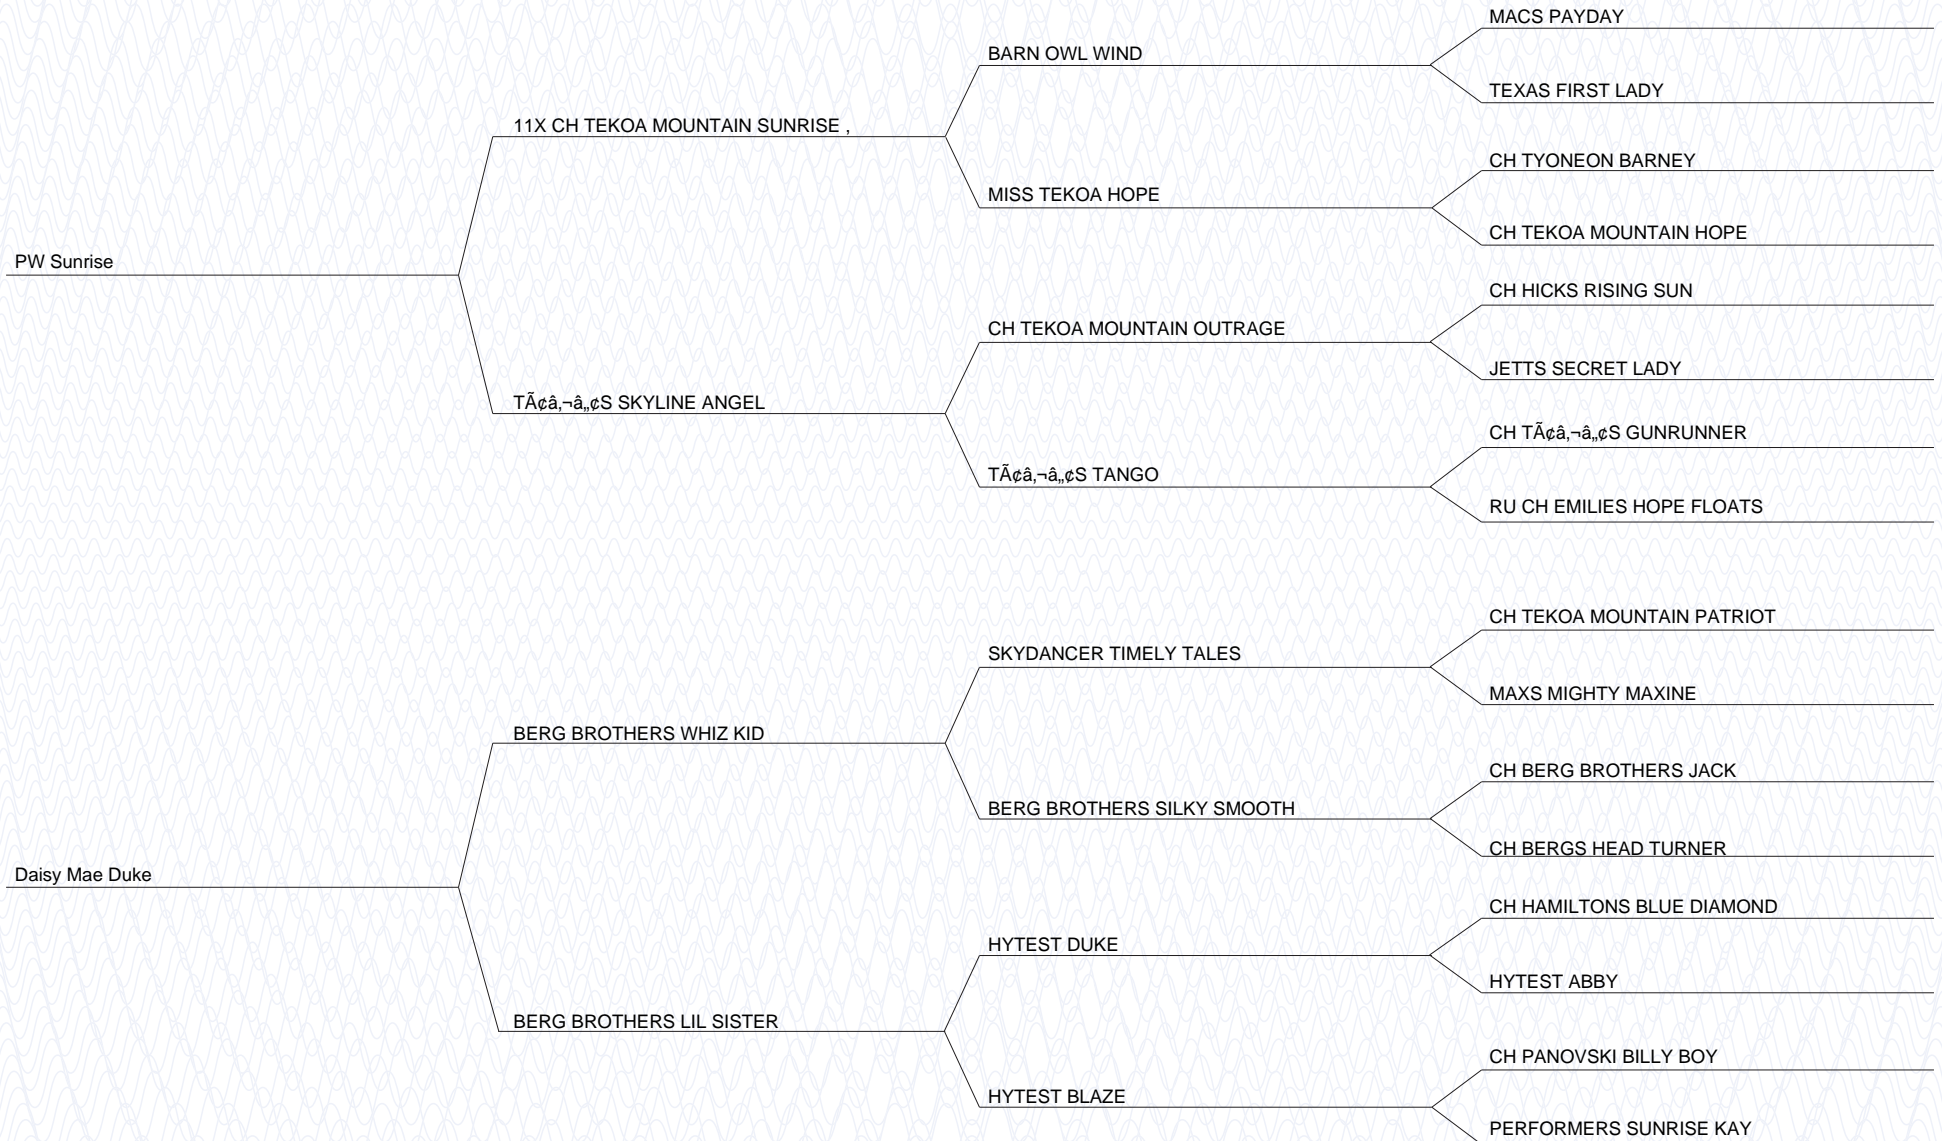 MACS PAYDAY
BARN OWL WIND
TEXAS FIRST LADY
11X CH TEKOA MOUNTAIN SUNRISE ,
CH TYONEON BARNEY
MISS TEKOA HOPE
CH TEKOA MOUNTAIN HOPE
PW Sunrise
CH HICKS RISING SUN
CH TEKOA MOUNTAIN OUTRAGE
JETTS SECRET LADY
TÃ¢â‚¬â„¢S SKYLINE ANGEL
CH TÃ¢â‚¬â„¢S GUNRUNNER
TÃ¢â‚¬â„¢S TANGO
RU CH EMILIES HOPE FLOATS
CH TEKOA MOUNTAIN PATRIOT
SKYDANCER TIMELY TALES
MAXS MIGHTY MAXINE
BERG BROTHERS WHIZ KID
CH BERG BROTHERS JACK
BERG BROTHERS SILKY SMOOTH
CH BERGS HEAD TURNER
Daisy Mae Duke
CH HAMILTONS BLUE DIAMOND
HYTEST DUKE
HYTEST ABBY
BERG BROTHERS LIL SISTER
CH PANOVSKI BILLY BOY
HYTEST BLAZE
PERFORMERS SUNRISE KAY